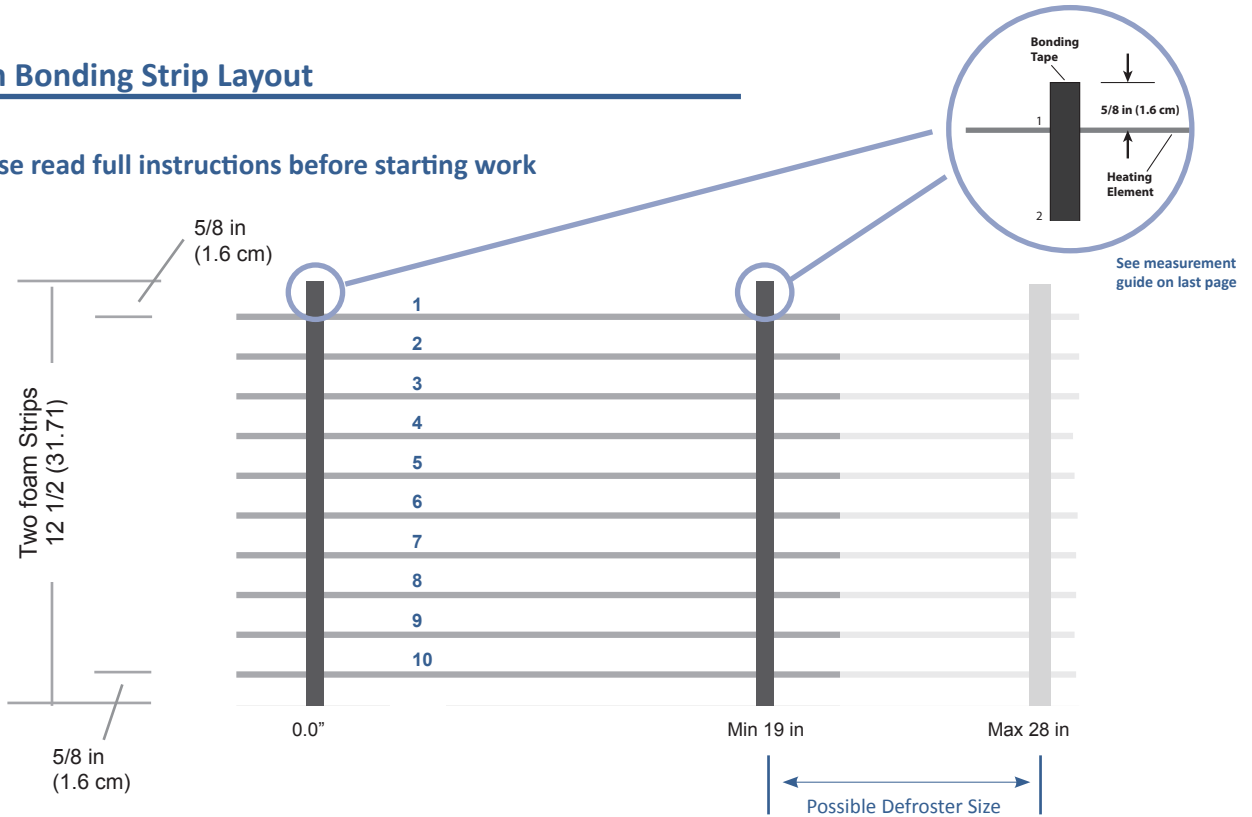 Bonding Strip Layout
read full instructions before starting work
Bonding
Tape
5/8 in (1.6 cm)
1
Heating
Element
2
See measurement
guide on last page
5/8 in
(1.6 cm)
Two foam Strips
12 1/2 (31.71)
1
2
3
4
5
6
7
8
9
10
0.0”
Min 19 in
Max 28 in
5/8 in
(1.6 cm)
Possible Defroster Size